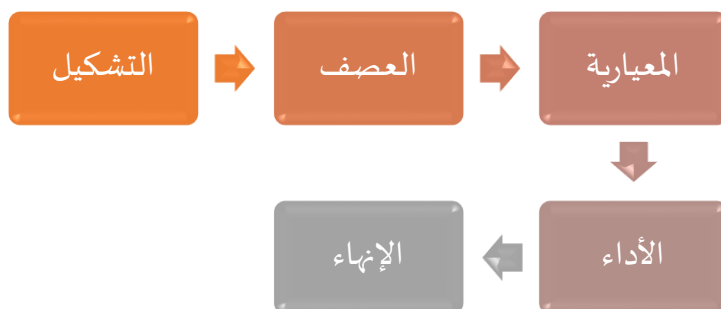 التشكيل
العصف
المعيارية
الأداء
الإنهاء